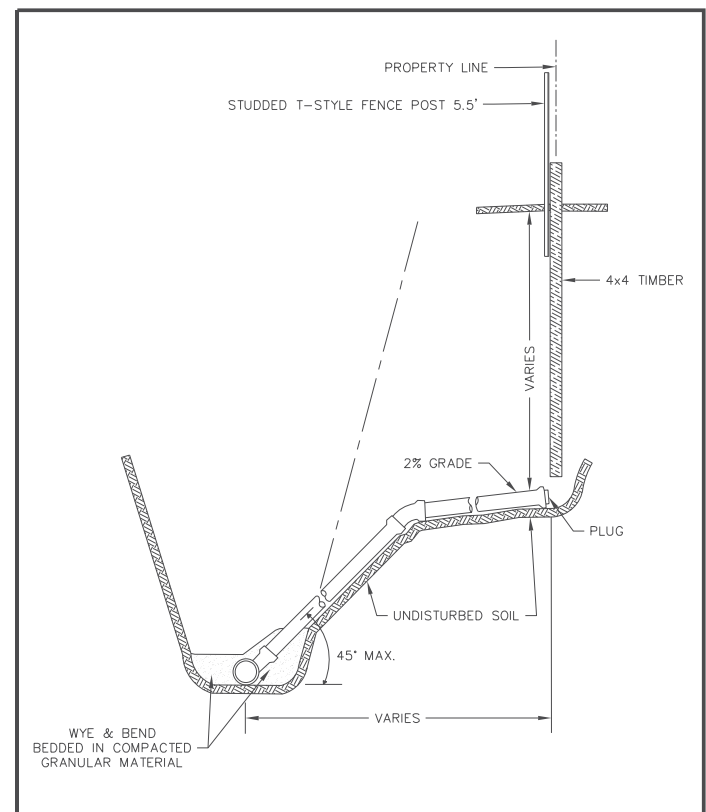 PROPERTY LINE
STUDDED T-STYLE FENCE POST 5.5'
4x4 TIMBER
VARIES
2% GRADE
PLUG
UNDISTURBED SOIL
45° MAX.
VARIES
WYE & BEND
BEDDED IN COMPACTED
GRANULAR MATERIAL